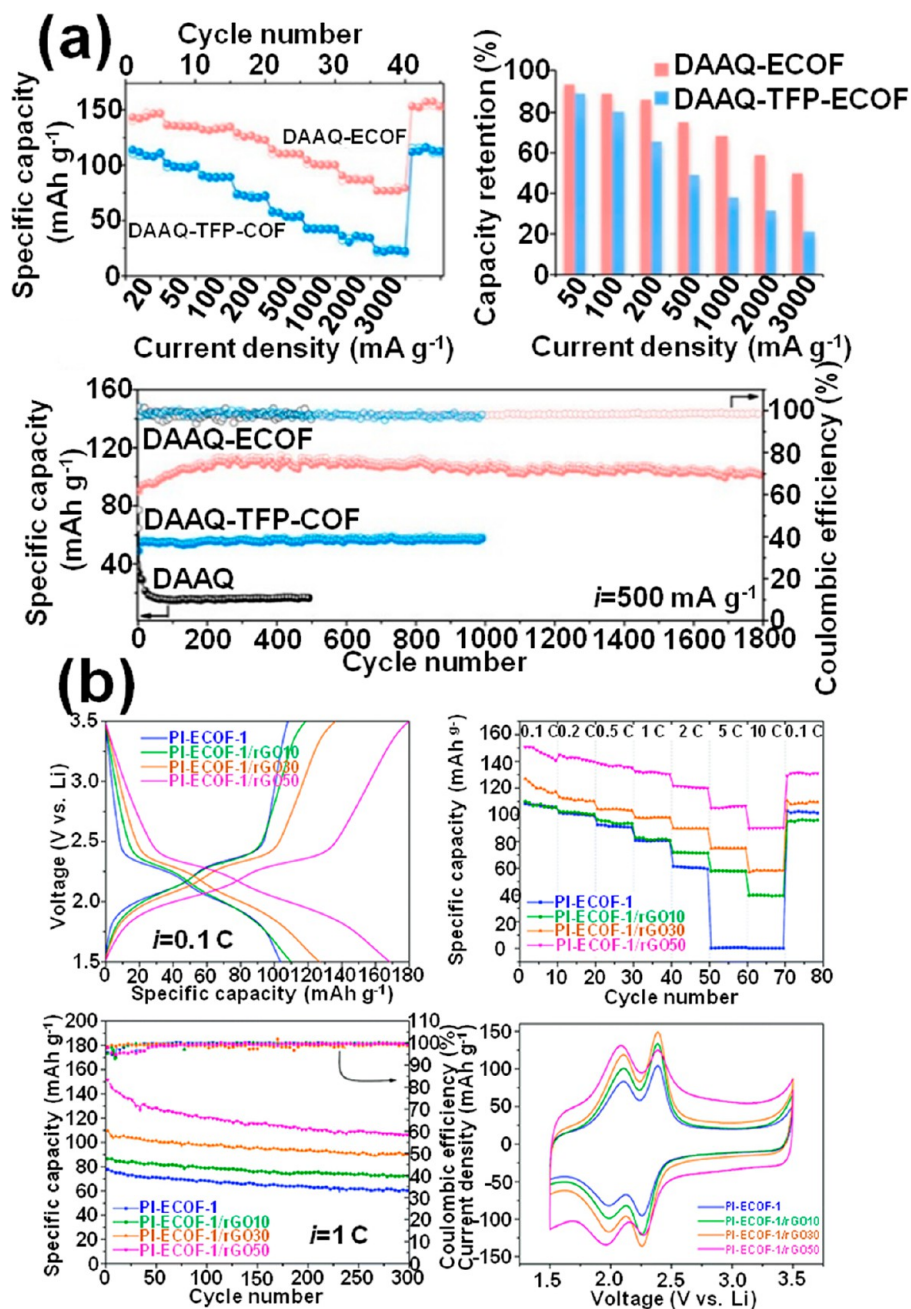 (a)
Cycle number
0 10 20 30 40
Specific capacity
(mAh g⁻¹)
150
100
50
0
DAAQ-ECOF
DAAQ-TFP-COF
20 50 100 200 500 1000 2000 3000
Current density (mA g⁻¹)
Capacity retention (%)
100
80
60
40
20
0
DAAQ-ECOF
DAAQ-TFP-ECOF
50 100 200 500 1000 2000 3000
Current density (mA g⁻¹)
Specific capacity
mAh g⁻¹)
160
120
80
40
DAAQ-ECOF
DAAQ-TFP-COF
DAAQ
i=500 mA g⁻¹
100
80
60
40
20
0
Coulombic efficiency (%)
0 200 400 600 800 1000 1200 1400 1600 1800
Cycle number
(b)
Voltage (V vs. Li)
3.5
3.0
2.5
2.0
1.5
PI-ECOF-1
PI-ECOF-1/rGO10
PI-ECOF-1/rGO30
PI-ECOF-1/rGO50
i=0.1 C
0 20 40 60 80 100 120 140 160 180
Specific capacity (mAh g⁻¹)
Specific capacity (mAh g⁻¹)
160
140
120
100
80
60
40
20
0
0.1 C 0.2 C 0.5 C 1 C 2 C 5 C 10 C 0.1 C
PI-ECOF-1
PI-ECOF-1/rGO10
PI-ECOF-1/rGO30
PI-ECOF-1/rGO50
0 10 20 30 40 50 60 70 80
Cycle number
Specific capacity (mAh g⁻¹)
200
180
160
140
120
100
80
60
40
20
0
PI-ECOF-1
PI-ECOF-1/rGO10
PI-ECOF-1/rGO30
PI-ECOF-1/rGO50
i=1 C
110
100
90
80
70
60
50
40
30
20
10
0
Coulombic efficiency (%)
0 50 100 150 200 250 300
Cycle number
Current density (mAh g⁻¹)
150
100
50
0
-50
-100
-150
PI-ECOF-1
PI-ECOF-1/rGO10
PI-ECOF-1/rGO30
PI-ECOF-1/rGO50
1.5 2.0 2.5 3.0 3.5
Voltage (V vs. Li)